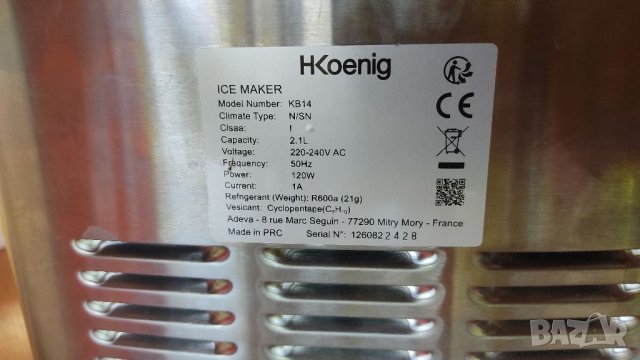 HKoenig
ICE MAKER
Model Number: KB14
Climate Type: N/SN
Clsaa: I
Capacity: 2.1L
Voltage: 220-240V AC
Frequency: 50Hz
Power: 120W
Current: 1A
Refrigerant (Weight): R600a (21g)
Vesicant: Cyclopentape(C₅H₁₀)
Adeva - 8 rue Marc Seguin - 77290 Mitry Mory - France
Made in PRC Serial N°: 126082 2 4 2 8
CE
BAZAR